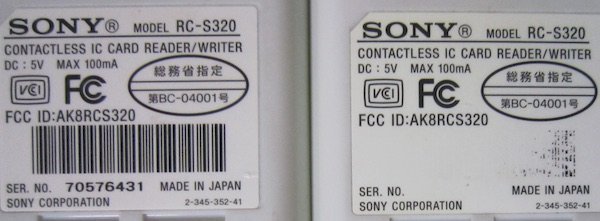 SONY® MODEL RC-S320
CONTACTLESS IC CARD READER/WRITER
DC : 5V MAX 100mA
VCI FC 総務省指定
第BC-04001号
FCC ID:AK8RCS320
SER. NO. 70576431 MADE IN JAPAN
SONY CORPORATION 2-345-352-41
SONY® MODEL RC-S320
CONTACTLESS IC CARD READER/WRITER
DC : 5V MAX 100mA
VCI FC 総務省指定
第BC-04001号
FCC ID:AK8RCS320
SER. NO. MADE IN JAPAN
SONY CORPORATION 2-345-352-41